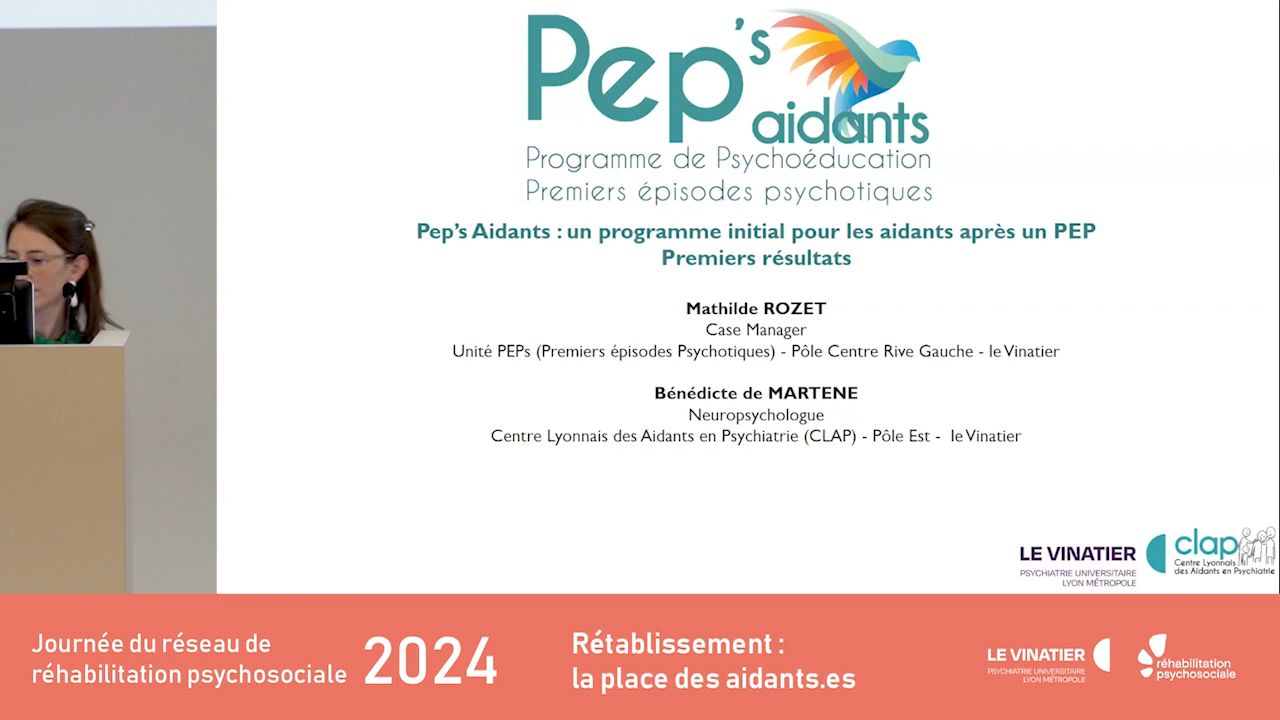 Pep's
aidants
Programme de Psychoéducation
Premiers épisodes psychotiques
Pep's Aidants : un programme initial pour les aidants après un PEP
Premiers résultats
Mathilde ROZET
Case Manager
Unité PEPs (Premiers épisodes Psychotiques) - Pôle Centre Rive Gauche - le Vinatier
Bénédicte de MARTENE
Neuropsychologue
Centre Lyonnais des Aidants en Psychiatrie (CLAP) - Pôle Est - le Vinatier
LE VINATIER
PSYCHIATRIE UNIVERSITAIRE
LYON MÉTROPOLE
clap
Centre Lyonnais
des Aidants en Psychiatrie
Journée du réseau de
réhabilitation psychosociale
2024
Rétablissement :
la place des aidants.es
LE VINATIER
PSYCHIATRIE UNIVERSITAIRE
LYON MÉTROPOLE
réhabilitation
psychosociale